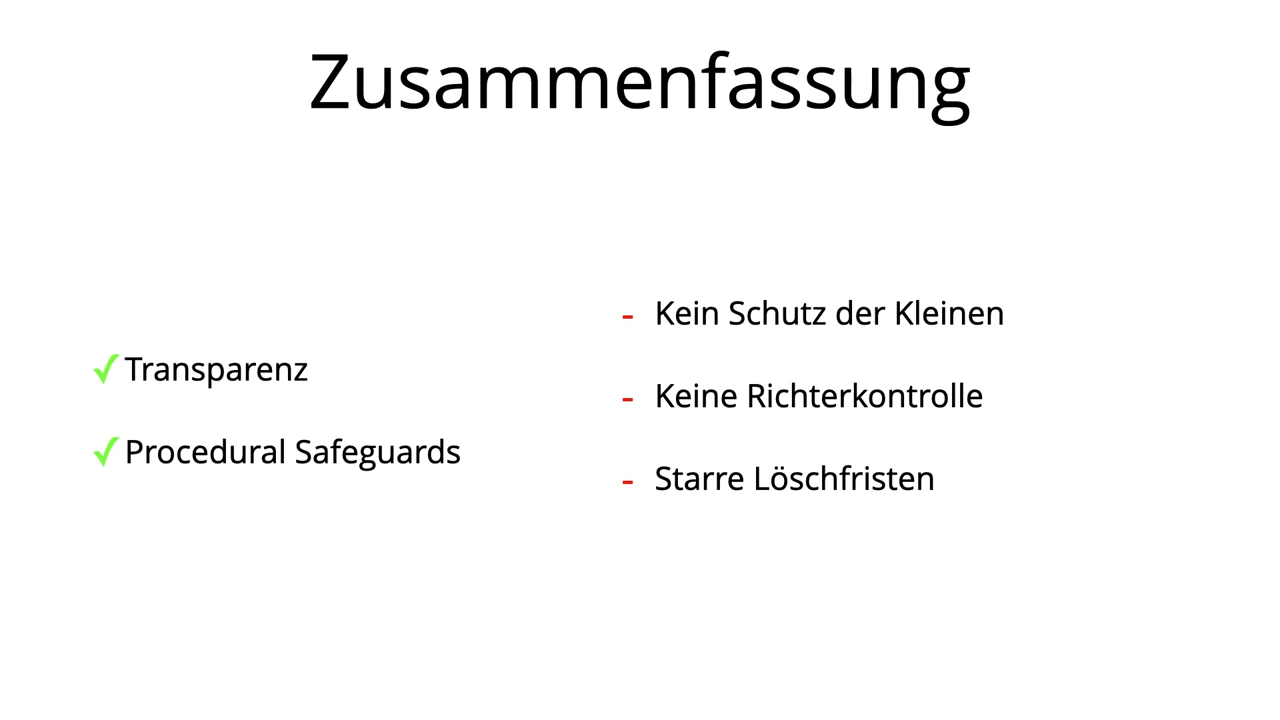 Zusammenfassung
✓ Transparenz
✓ Procedural Safeguards
- Kein Schutz der Kleinen
- Keine Richterkontrolle
- Starre Löschfristen